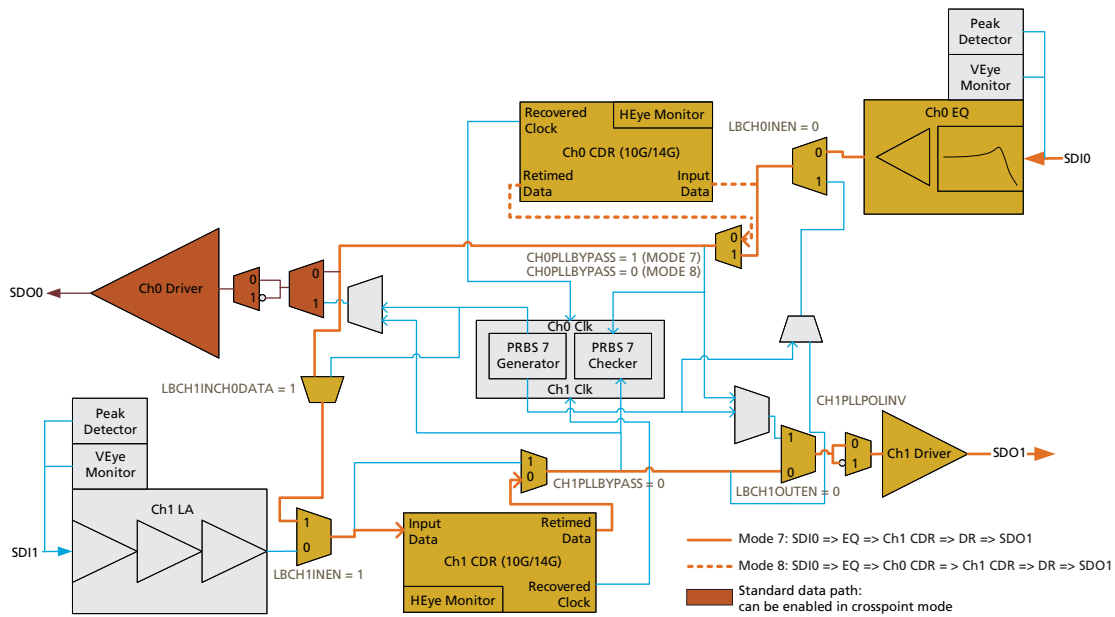 Peak
Detector
VEye
Monitor
Ch0 EQ
SDI0
LBCH0INEN = 0
0
1
Recovered
Clock
HEye Monitor
Ch0 CDR (10G/14G)
Retimed
Data
Input
Data
0
1
CH0PLLBYPASS = 1 (MODE 7)
CH0PLLBYPASS = 0 (MODE 8)
SDO0
Ch0 Driver
0
1
0
1
Ch0 Clk
PRBS 7
Generator
PRBS 7
Checker
Ch1 Clk
LBCH1INCH0DATA = 1
Peak
Detector
VEye
Monitor
Ch1 LA
SDI1
1
0
LBCH1INEN = 1
1
0
CH1PLLBYPASS = 0
Input
Data
Retimed
Data
Ch1 CDR (10G/14G)
HEye Monitor
Recovered
Clock
CH1PLLPOLINV
1
0
LBCH1OUTEN = 0
0
1
Ch1 Driver
SDO1
Mode 7: SDI0 => EQ => Ch1 CDR => DR => SDO1
Mode 8: SDI0 => EQ => Ch0 CDR = > Ch1 CDR => DR => SDO1
Standard data path:
can be enabled in crosspoint mode